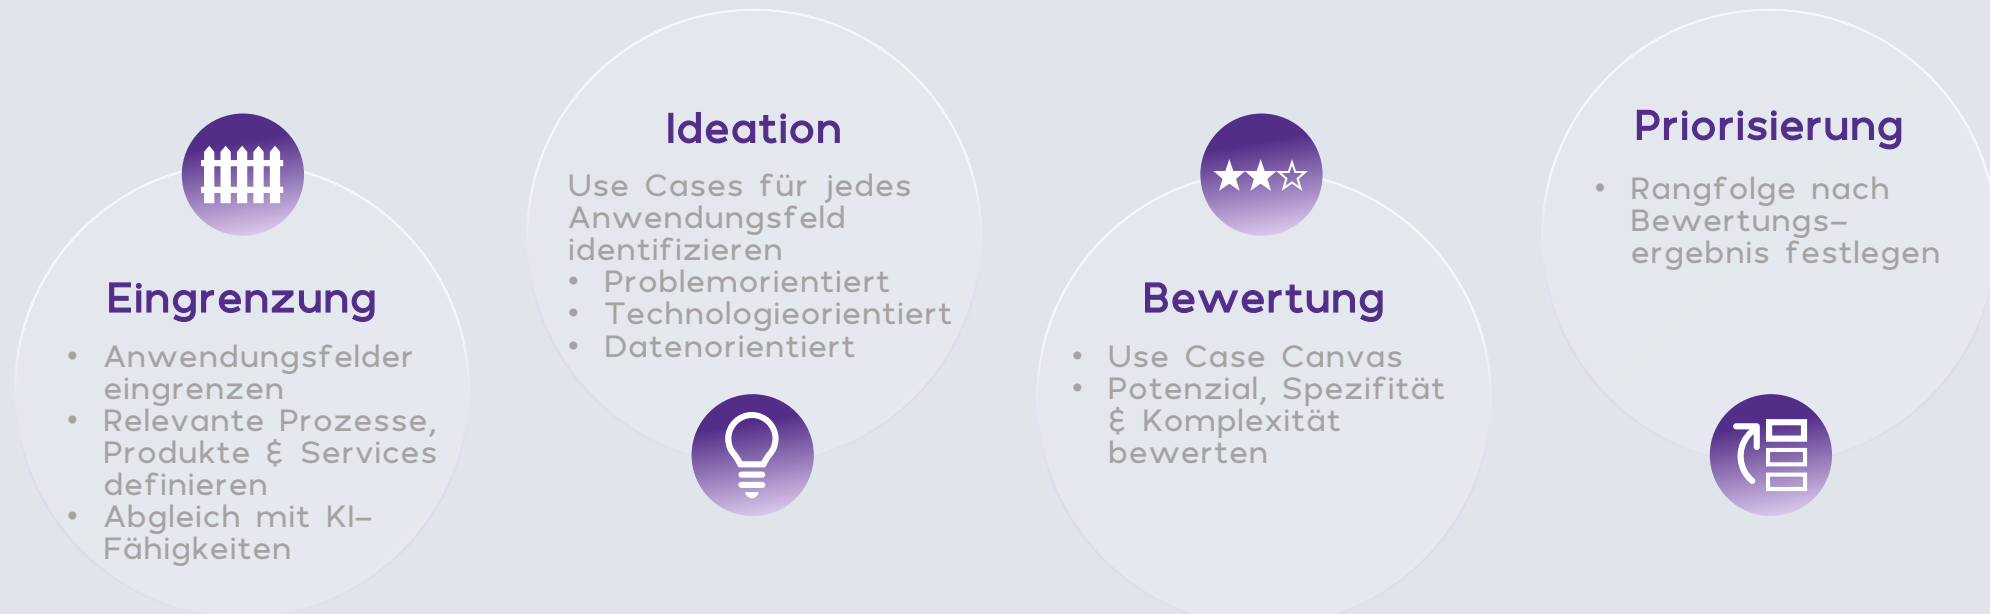 Eingrenzung
• Anwendungsfelder
eingrenzen
• Relevante Prozesse,
Produkte & Services
definieren
• Abgleich mit KI–
Fähigkeiten
Ideation
Use Cases für jedes
Anwendungsfeld
identifizieren
• Problemorientiert
• Technologieorientiert
• Datenorientiert
Bewertung
• Use Case Canvas
• Potenzial, Spezifität
& Komplexität
bewerten
Priorisierung
• Rangfolge nach
Bewertungs–
ergebnis festlegen